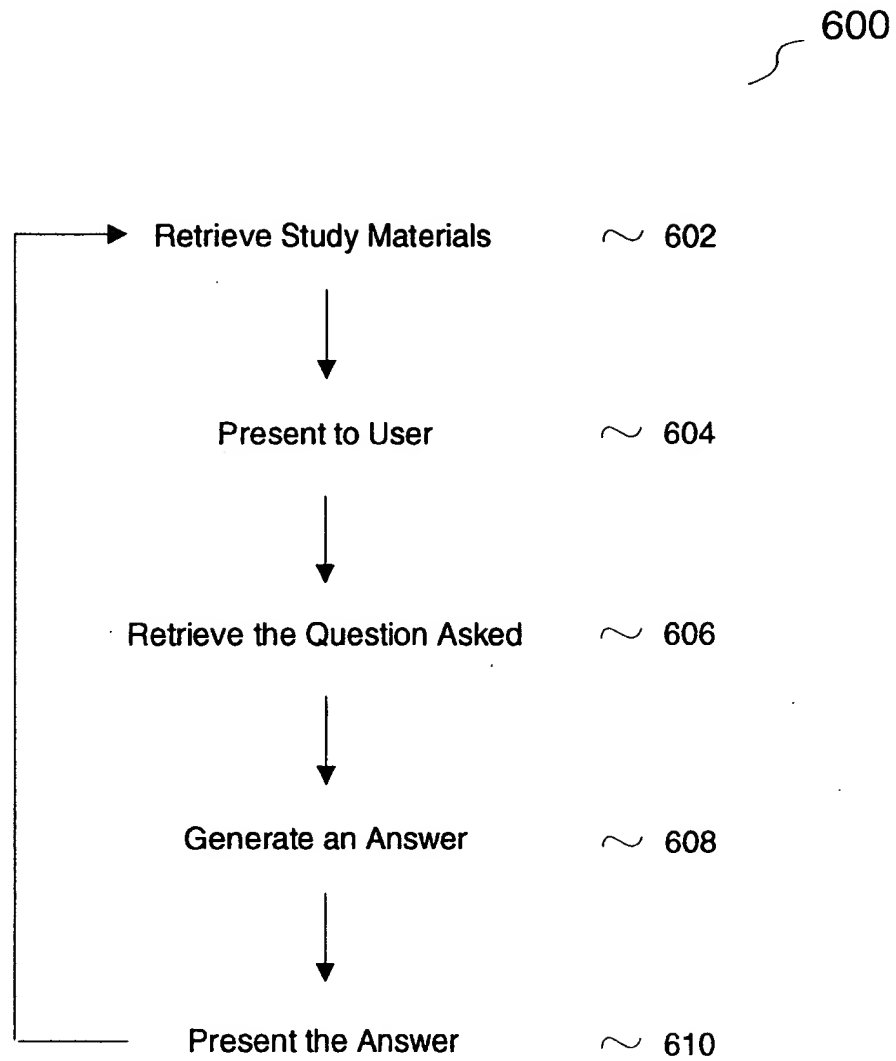 600
Retrieve Study Materials 602
Present to User 604
Retrieve the Question Asked 606
Generate an Answer 608
Present the Answer 610